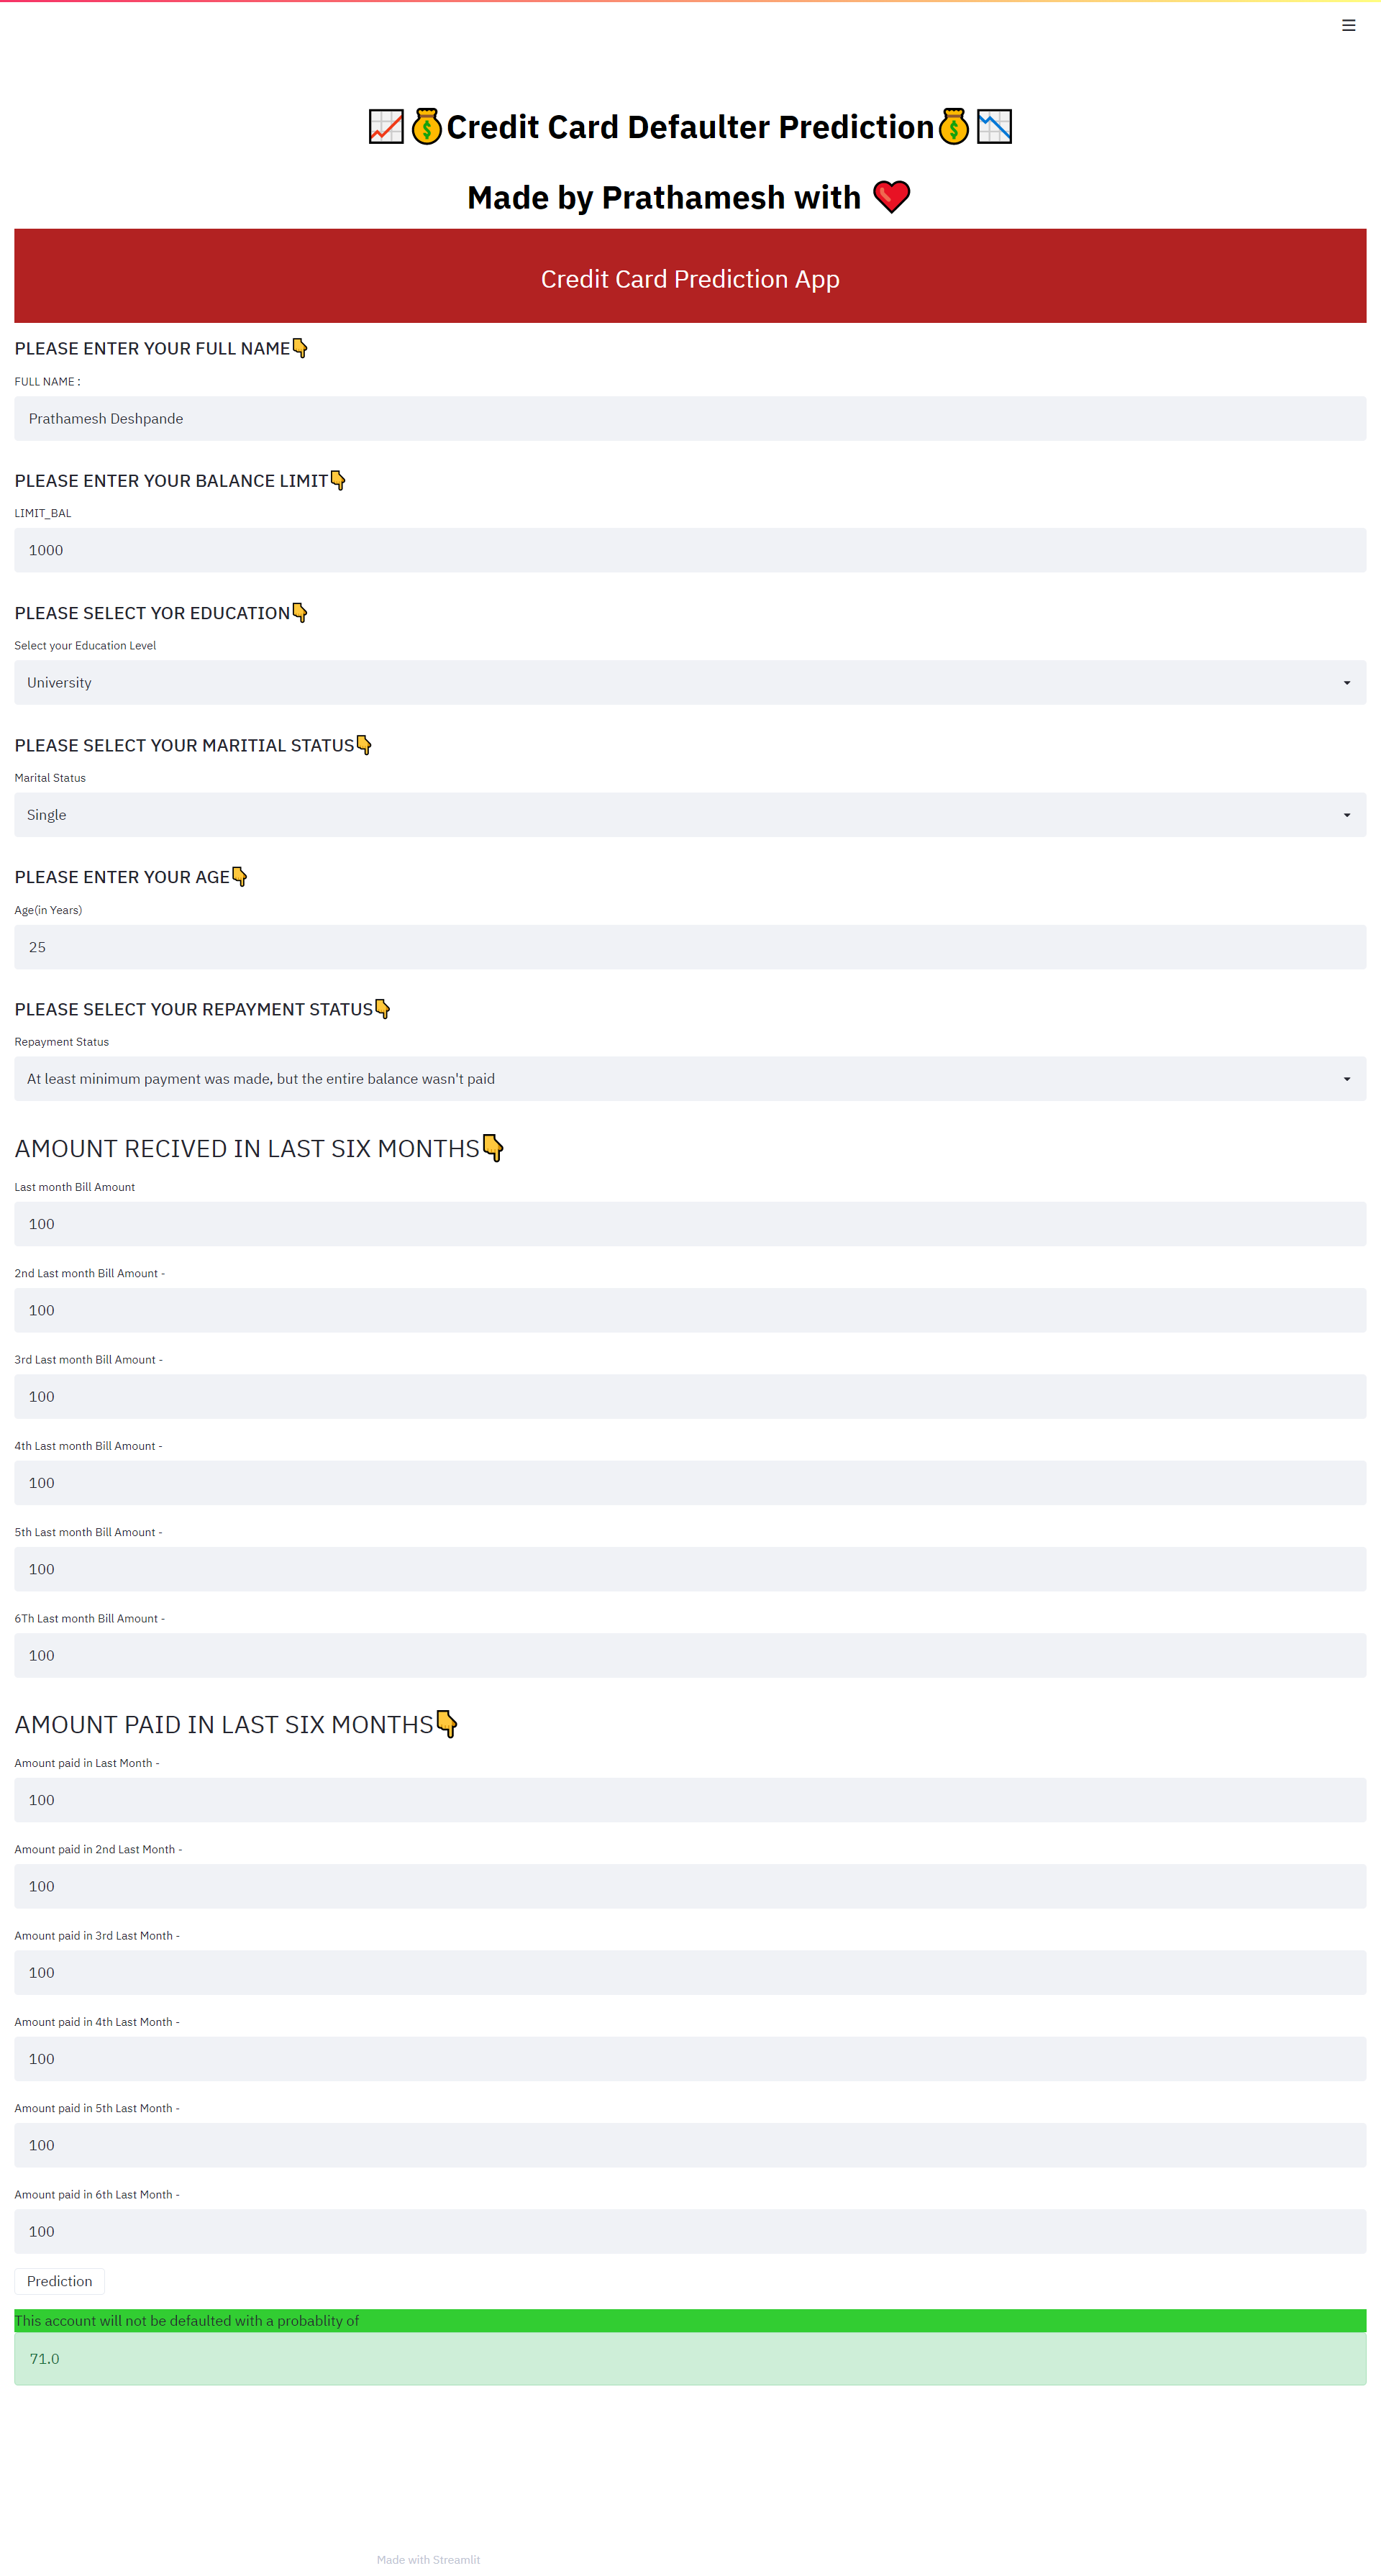 Credit Card Defaulter Prediction
Made by Prathamesh with
Credit Card Prediction App
PLEASE ENTER YOUR FULL NAME
FULL NAME :
Prathamesh Deshpande
PLEASE ENTER YOUR BALANCE LIMIT
LIMIT_BAL
1000
PLEASE SELECT YOR EDUCATION
Select your Education Level
University
PLEASE SELECT YOUR MARITIAL STATUS
Marital Status
Single
PLEASE ENTER YOUR AGE
Age(in Years)
25
PLEASE SELECT YOUR REPAYMENT STATUS
Repayment Status
At least minimum payment was made, but the entire balance wasn't paid
AMOUNT RECIVED IN LAST SIX MONTHS
Last month Bill Amount
100
2nd Last month Bill Amount -
100
3rd Last month Bill Amount -
100
4th Last month Bill Amount -
100
5th Last month Bill Amount -
100
6Th Last month Bill Amount -
100
AMOUNT PAID IN LAST SIX MONTHS
Amount paid in Last Month -
100
Amount paid in 2nd Last Month -
100
Amount paid in 3rd Last Month -
100
Amount paid in 4th Last Month -
100
Amount paid in 5th Last Month -
100
Amount paid in 6th Last Month -
100
Prediction
This account will not be defaulted with a probablity of
71.0
Made with Streamlit